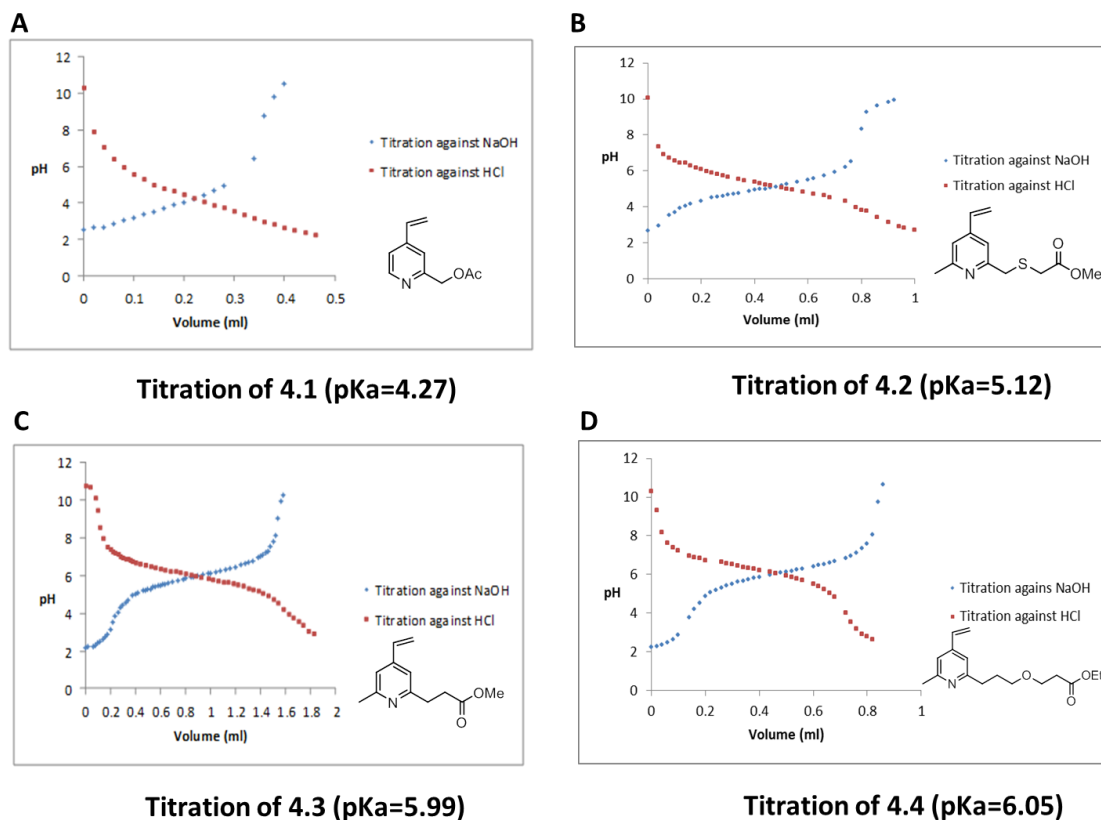 A
12
10
8
6
4
2
0
pH
0
0.1
0.2
0.3
0.4
0.5
Volume (ml)
Titration against NaOH
Titration against HCl
N
OAc
Titration of 4.1 (pKa=4.27)
B
12
10
8
6
4
2
0
pH
0
0.2
0.4
0.6
0.8
1
Volume (ml)
Titration against NaOH
Titration against HCl
N
S
O
OMe
Titration of 4.2 (pKa=5.12)
C
12
10
8
6
4
2
0
pH
0
0.2
0.4
0.6
0.8
1
1.2
1.4
1.6
1.8
2
Volume (ml)
Titration against NaOH
Titration against HCl
N
OMe
O
Titration of 4.3 (pKa=5.99)
D
12
10
8
6
4
2
0
pH
0
0.2
0.4
0.6
0.8
1
Volume (ml)
Titration agains NaOH
Titration against HCl
N
O
OEt
O
Titration of 4.4 (pKa=6.05)